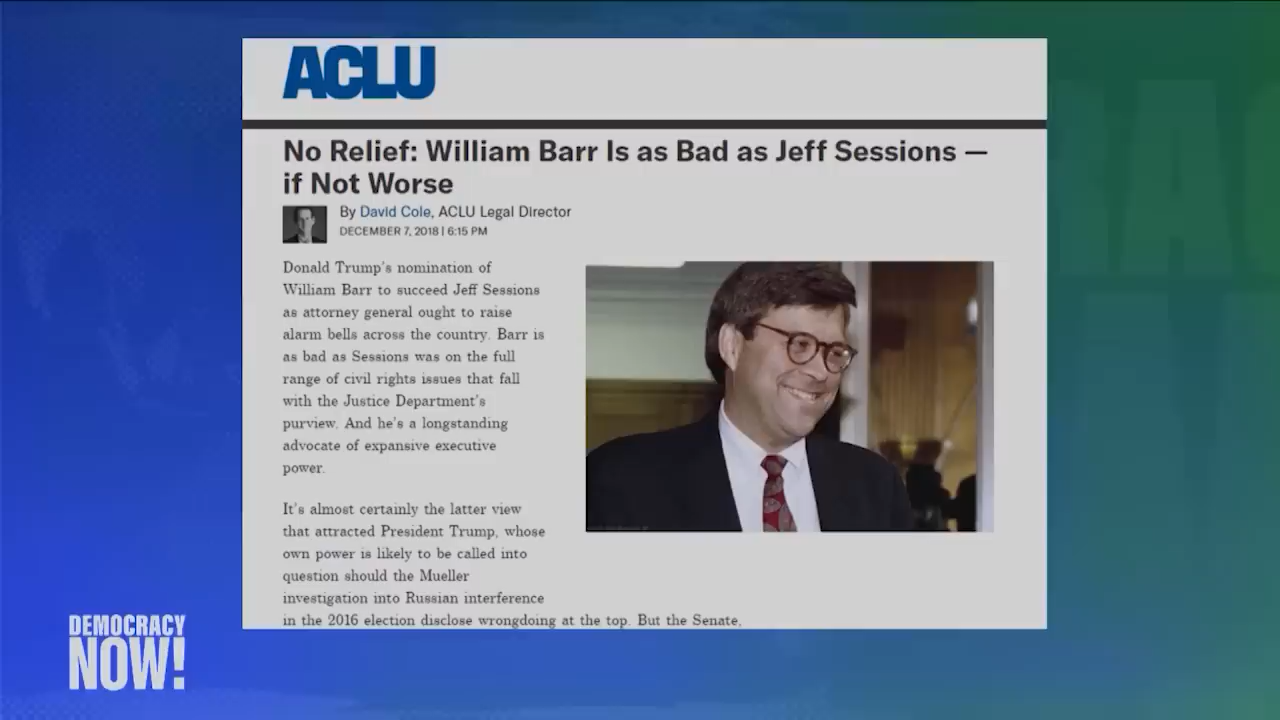 ACLU
No Relief: William Barr Is as Bad as Jeff Sessions —
if Not Worse
By David Cole, ACLU Legal Director
DECEMBER 7, 2018 | 6:15 PM
Donald Trump's nomination of
William Barr to succeed Jeff Sessions
as attorney general ought to raise
alarm bells across the country. Barr is
as bad as Sessions was on the full
range of civil rights issues that fall
with the Justice Department's
purview. And he's a longstanding
advocate of expansive executive
power.
It's almost certainly the latter view
that attracted President Trump, whose
own power is likely to be called into
question should the Mueller
investigation into Russian interference
in the 2016 election disclose wrongdoing at the top. But the Senate,
DEMOCRACY
NOW!